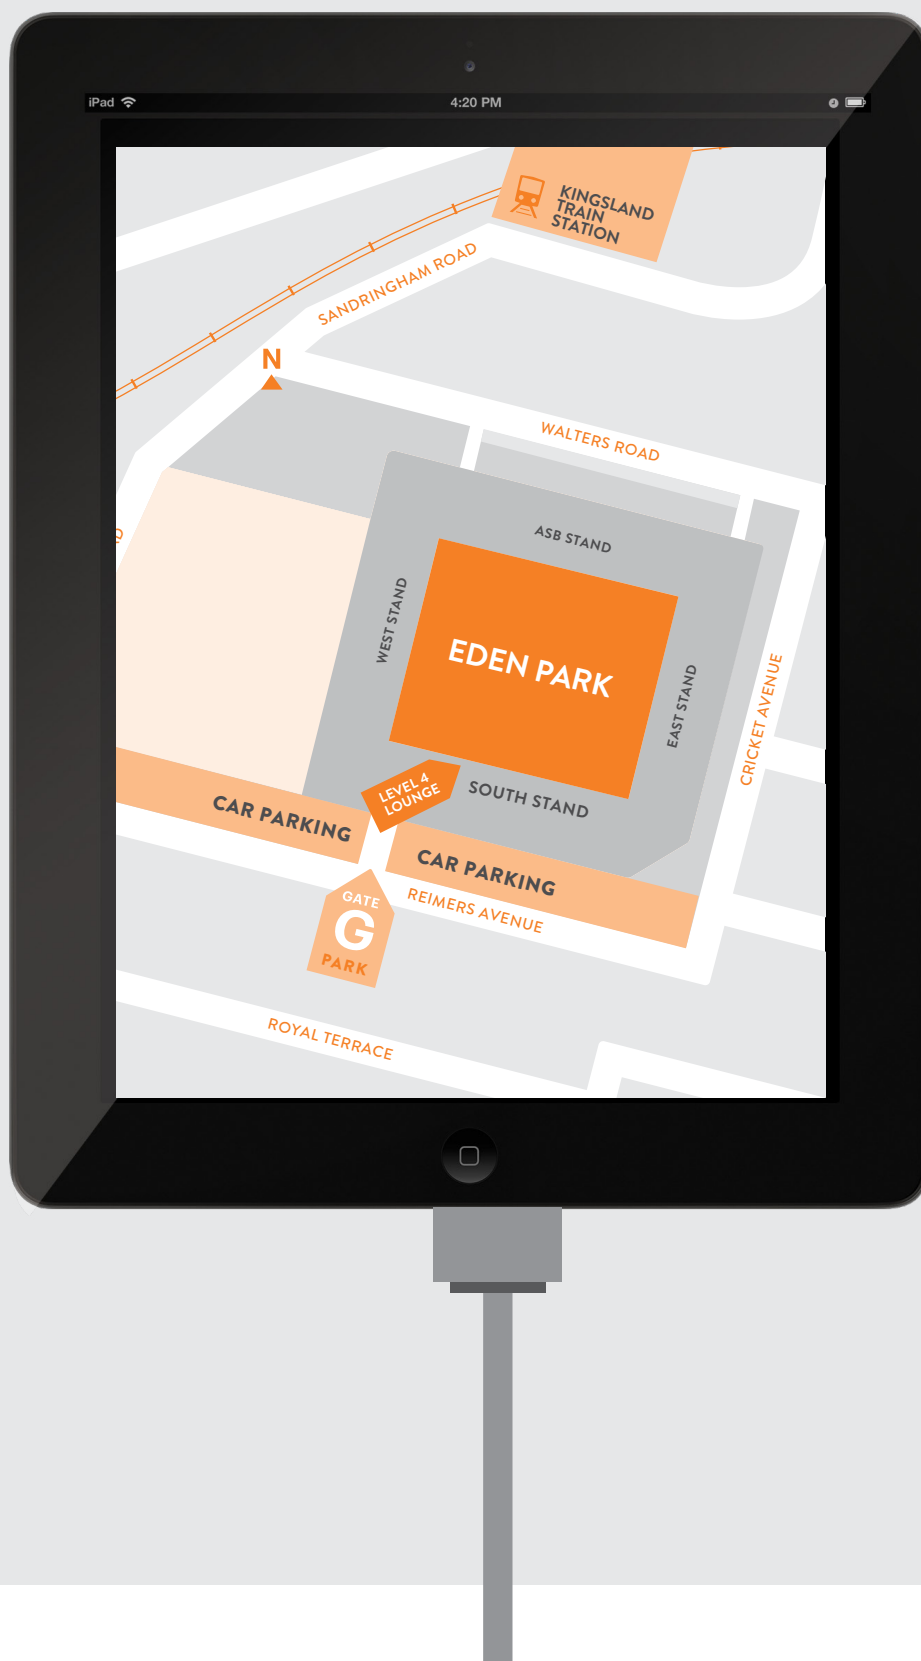 iPad
4:20 PM
KINGSLAND
TRAIN
STATION
SANDRINGHAM ROAD
N
WALTERS ROAD
ASB STAND
WEST STAND
EDEN PARK
EAST STAND
CRICKET AVENUE
LEVEL 4
LOUNGE
SOUTH STAND
CAR PARKING
CAR PARKING
GATE
G
PARK
REIMERS AVENUE
ROYAL TERRACE